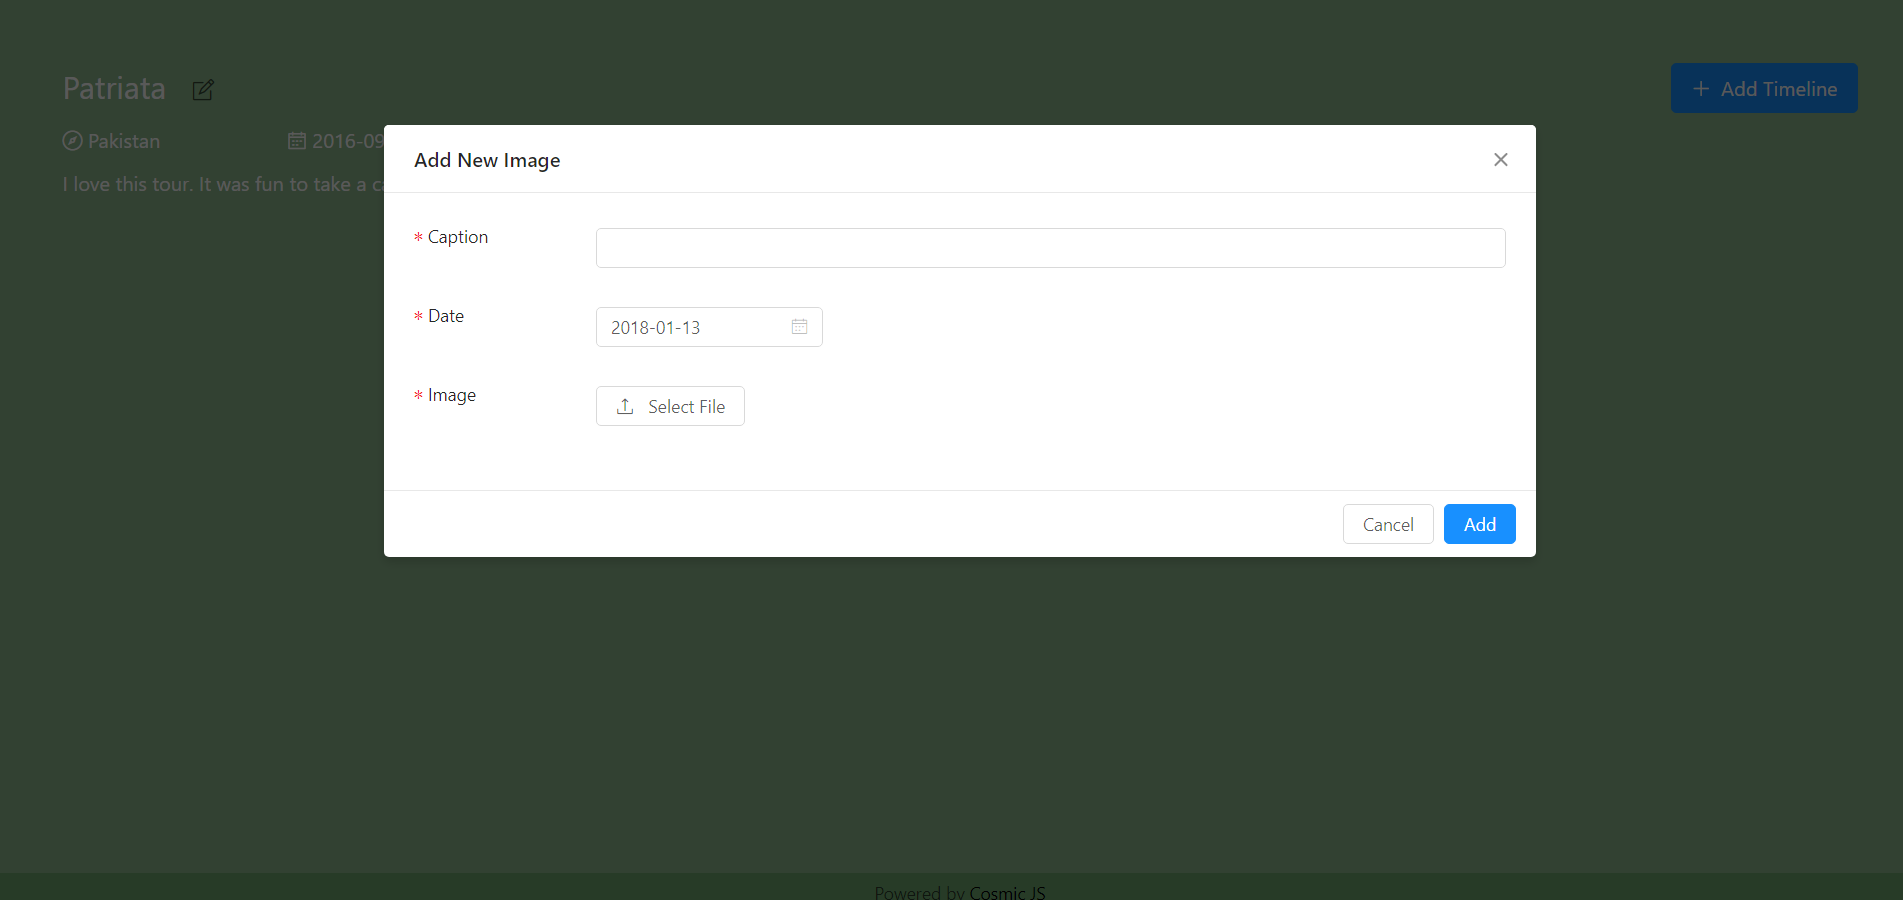 Patriata
+ Add Timeline
Pakistan
2016-09
I love this tour. It was fun to take a
Add New Image
* Caption
* Date
2018-01-13
* Image
Select File
Cancel
Add
Powered by Cosmic JS